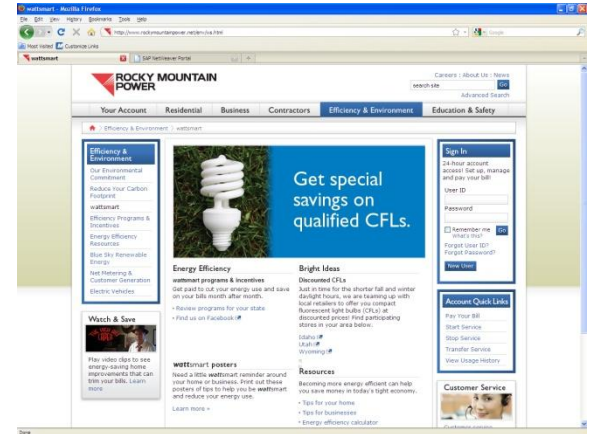 wattsmart - Mozilla Firefox
File Edit View History Bookmarks Tools Help
Google
Most Visited Customize Links
wattsmart
SAP NetWeaver Portal
ROCKY MOUNTAIN
POWER
Careers | About Us | News
search site
Go
Advanced Search
Your Account
Residential
Business
Contractors
Efficiency & Environment
Education & Safety
/ Efficiency & Environment / wattsmart
Efficiency &
Environment
Our Environmental
Commitment
Reduce Your Carbon
Footprint
wattsmart
Efficiency Programs &
Incentives
Energy Efficiency
Resources
Blue Sky Renewable
Energy
Net Metering &
Customer Generation
Electric Vehicles
Watch & Save
Play video clips to see
energy-saving home
improvements that can
trim your bills. Learn
more
Get special
savings on
qualified CFLs.
Energy Efficiency
wattsmart programs & incentives
Get paid to cut your energy use and save
on your bills month after month.
• Review programs for your state
• Find us on Facebook
wattsmart posters
Need a little wattsmart reminder around
your home or business. Print out these
posters of tips to help you be wattsmart
and reduce your energy use.
Learn more »
Bright Ideas
Discounted CFLs
Just in time for the shorter fall and winter
daylight hours, we are teaming up with
local retailers to offer you compact
fluorescent light bulbs (CFLs) at
discounted prices! Find participating
stores in your area below.
Idaho
Utah
Wyoming
Resources
Becoming more energy efficient can help
you save money in today's tight economy.
• Tips for your home
• Tips for businesses
• Energy efficiency calculator
Sign In
24-hour account
access! Set up, manage
and pay your bill!
User ID
Password
Remember me
Go
What's this?
Forgot User ID?
Forgot Password?
New User
Account Quick Links
Pay Your Bill
Start Service
Stop Service
Transfer Service
View Usage History
Customer Service
Customer service
Done